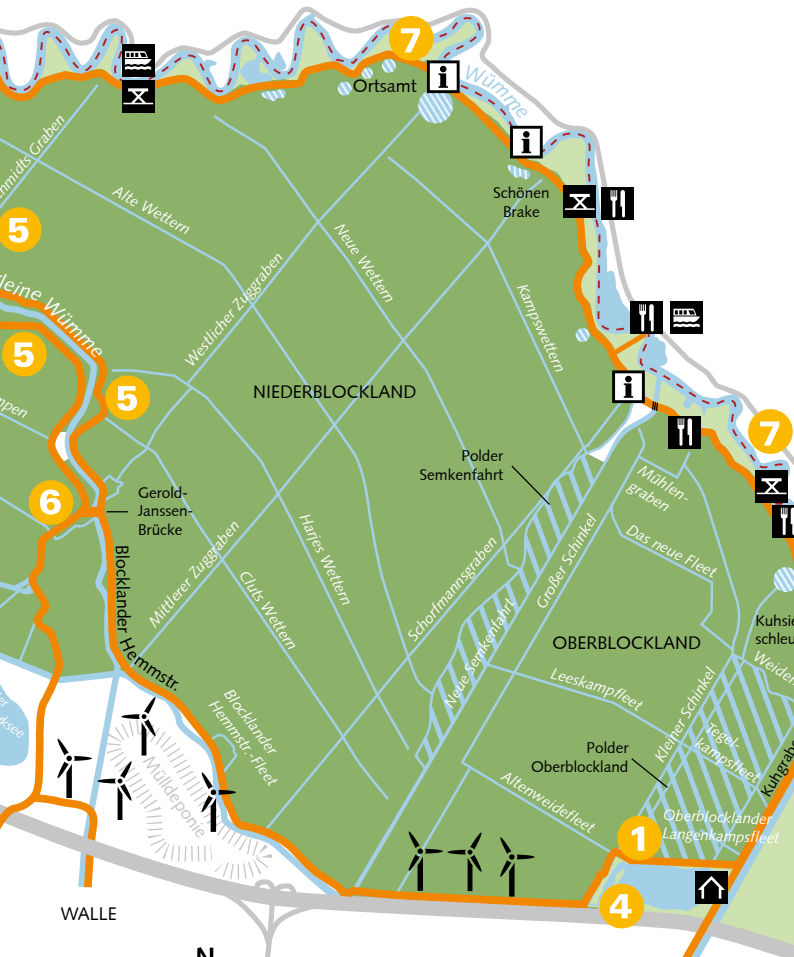 7
Ortsamt
i
Wümme
i
Schönen
Brake
Alte Wettern
5
Neue Wettern
Westlicher Zuggraben
Kampswettern
5
5
NIEDERBLOCKLAND
i
7
Polder
Semkenfahrt
Mühlen-
graben
6
Gerold-
Janssen-
Brücke
Das neue Fleet
Großer Schinkel
Harjes Wettern
Mittlerer Zuggraben
Schorfmannsgraben
Cluts Wettern
Blocklander Hemmstr.
Neue Semkenfahrt
OBERBLOCKLAND
Leeskampfleet
Kleiner Schinkel
Tegel-
kampsfleet
Blocklander
Hemmstr.-Fleet
Polder
Oberblockland
Mülldeponie
Altenweidefleet
Oberblocklander
Langenkampsfleet
1
4
WALLE
N